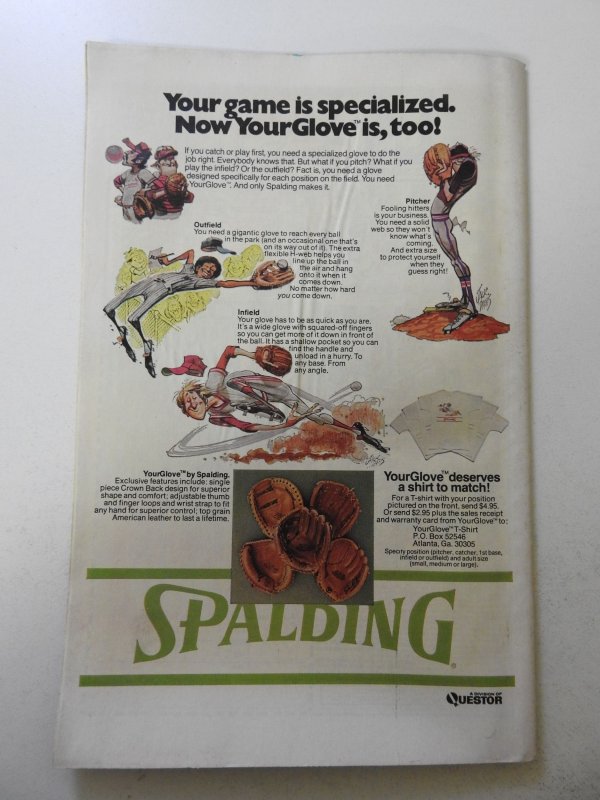 Your game is specialized.
Now YourGlove™ is, too!
If you catch or play first, you need a specialized glove to do the
job right. Everybody knows that. But what if you pitch? What if you
play the infield? Or the outfield? Fact is, you need a glove
designed specifically for each position on the field. You need
YourGlove™. And only Spalding makes it.
Pitcher
Fooling hitters
is your business.
You need a solid
web so they won't
know what's
coming.
And extra size
to protect yourself
when they
guess right!
Outfield
You need a gigantic glove to reach every ball
in the park (and an occasional one that's
on its way out of it). The extra
flexible H-web helps you
line up the ball in
the air and hang
onto it when it
comes down.
No matter how hard
you come down.
Infield
Your glove has to be as quick as you are.
It's a wide glove with squared-off fingers
so you can get more of it down in front of
the ball. It has a shallow pocket so you can
find the handle and
unload in a hurry. To
any base. From
any angle.
YourGlove™ by Spalding.
Exclusive features include: single
piece Crown Back design for superior
shape and comfort; adjustable thumb
and finger loops and wrist strap to fit
any hand for superior control; top grain
American leather to last a lifetime.
YourGlove™ deserves
a shirt to match!
For a T-shirt with your position
pictured on the front, send $4.95.
Or send $2.95 plus the sales receipt
and warranty card from YourGlove™ to:
YourGlove™ T-Shirt
P.O. Box 52546
Atlanta, Ga. 30305
Specify position (pitcher, catcher, 1st base,
infield or outfield) and adult size
(small, medium or large).
SPALDING®
A DIVISION OF
QUESTOR